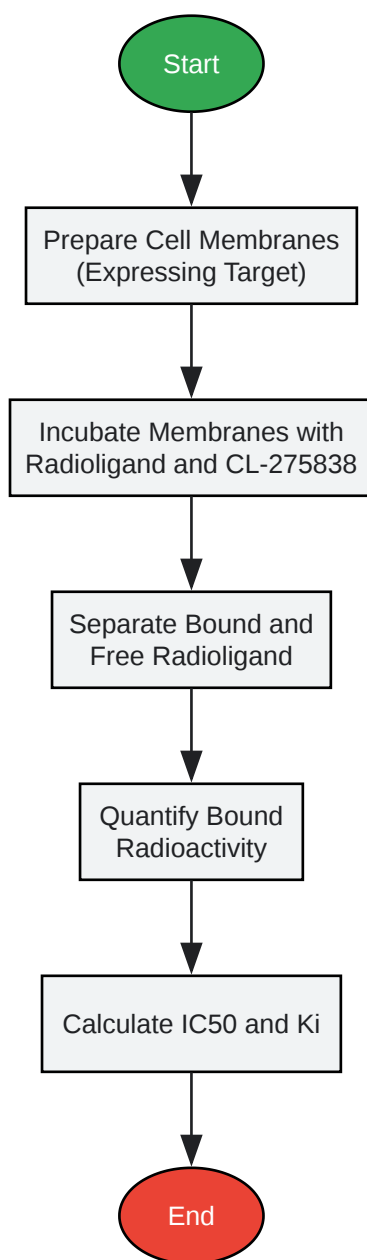 Start
Prepare Cell Membranes
(Expressing Target)
Incubate Membranes with
Radioligand and CL-275838
Separate Bound and
Free Radioligand
Quantify Bound
Radioactivity
Calculate IC50 and Ki
End